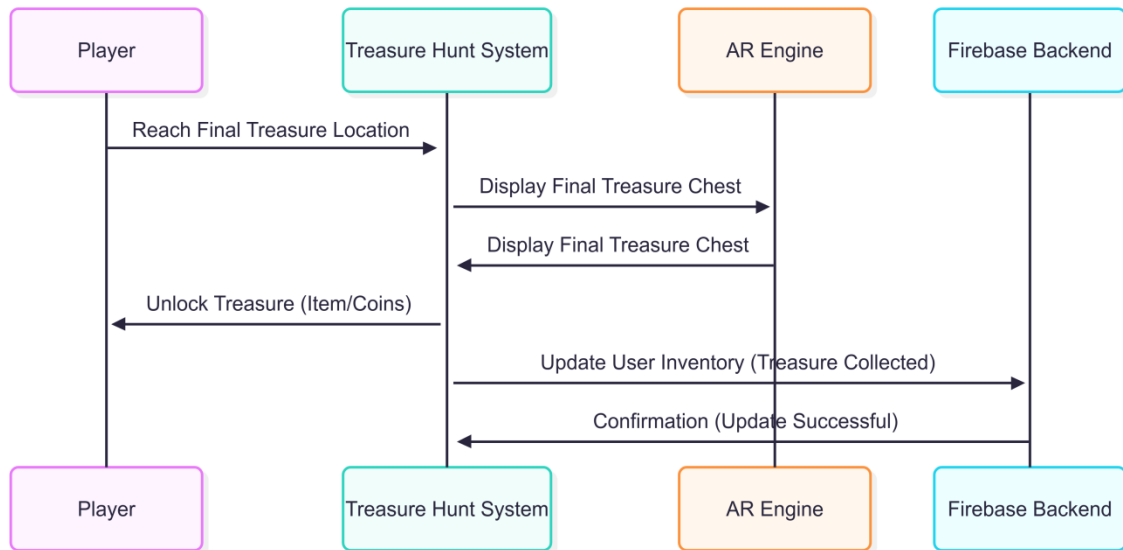 Player
Treasure Hunt System
AR Engine
Firebase Backend
Reach Final Treasure Location
Display Final Treasure Chest
Display Final Treasure Chest
Unlock Treasure (Item/Coins)
Update User Inventory (Treasure Collected)
Confirmation (Update Successful)
Player
Treasure Hunt System
AR Engine
Firebase Backend